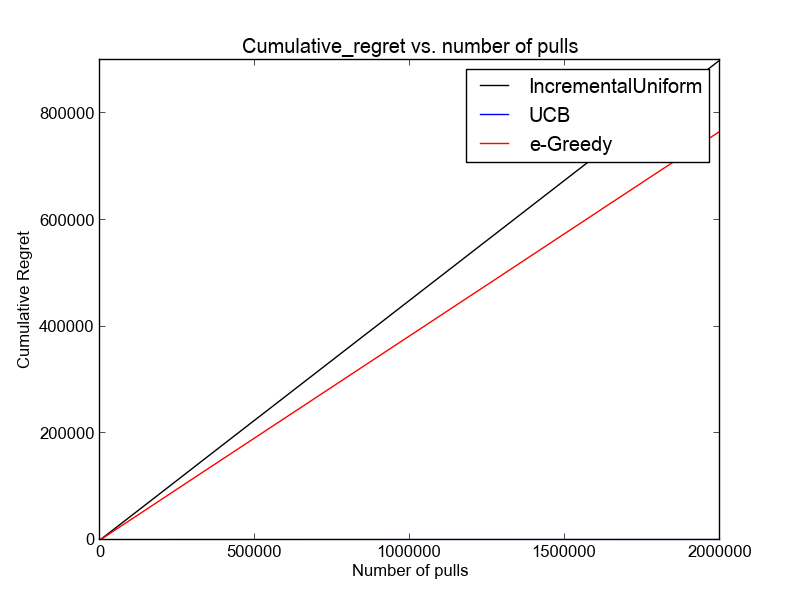 Cumulative_regret vs. number of pulls
IncrementalUniform
UCB
e-Greedy
800000
600000
400000
200000
0
Cumulative Regret
0 500000 1000000 1500000 2000000
Number of pulls